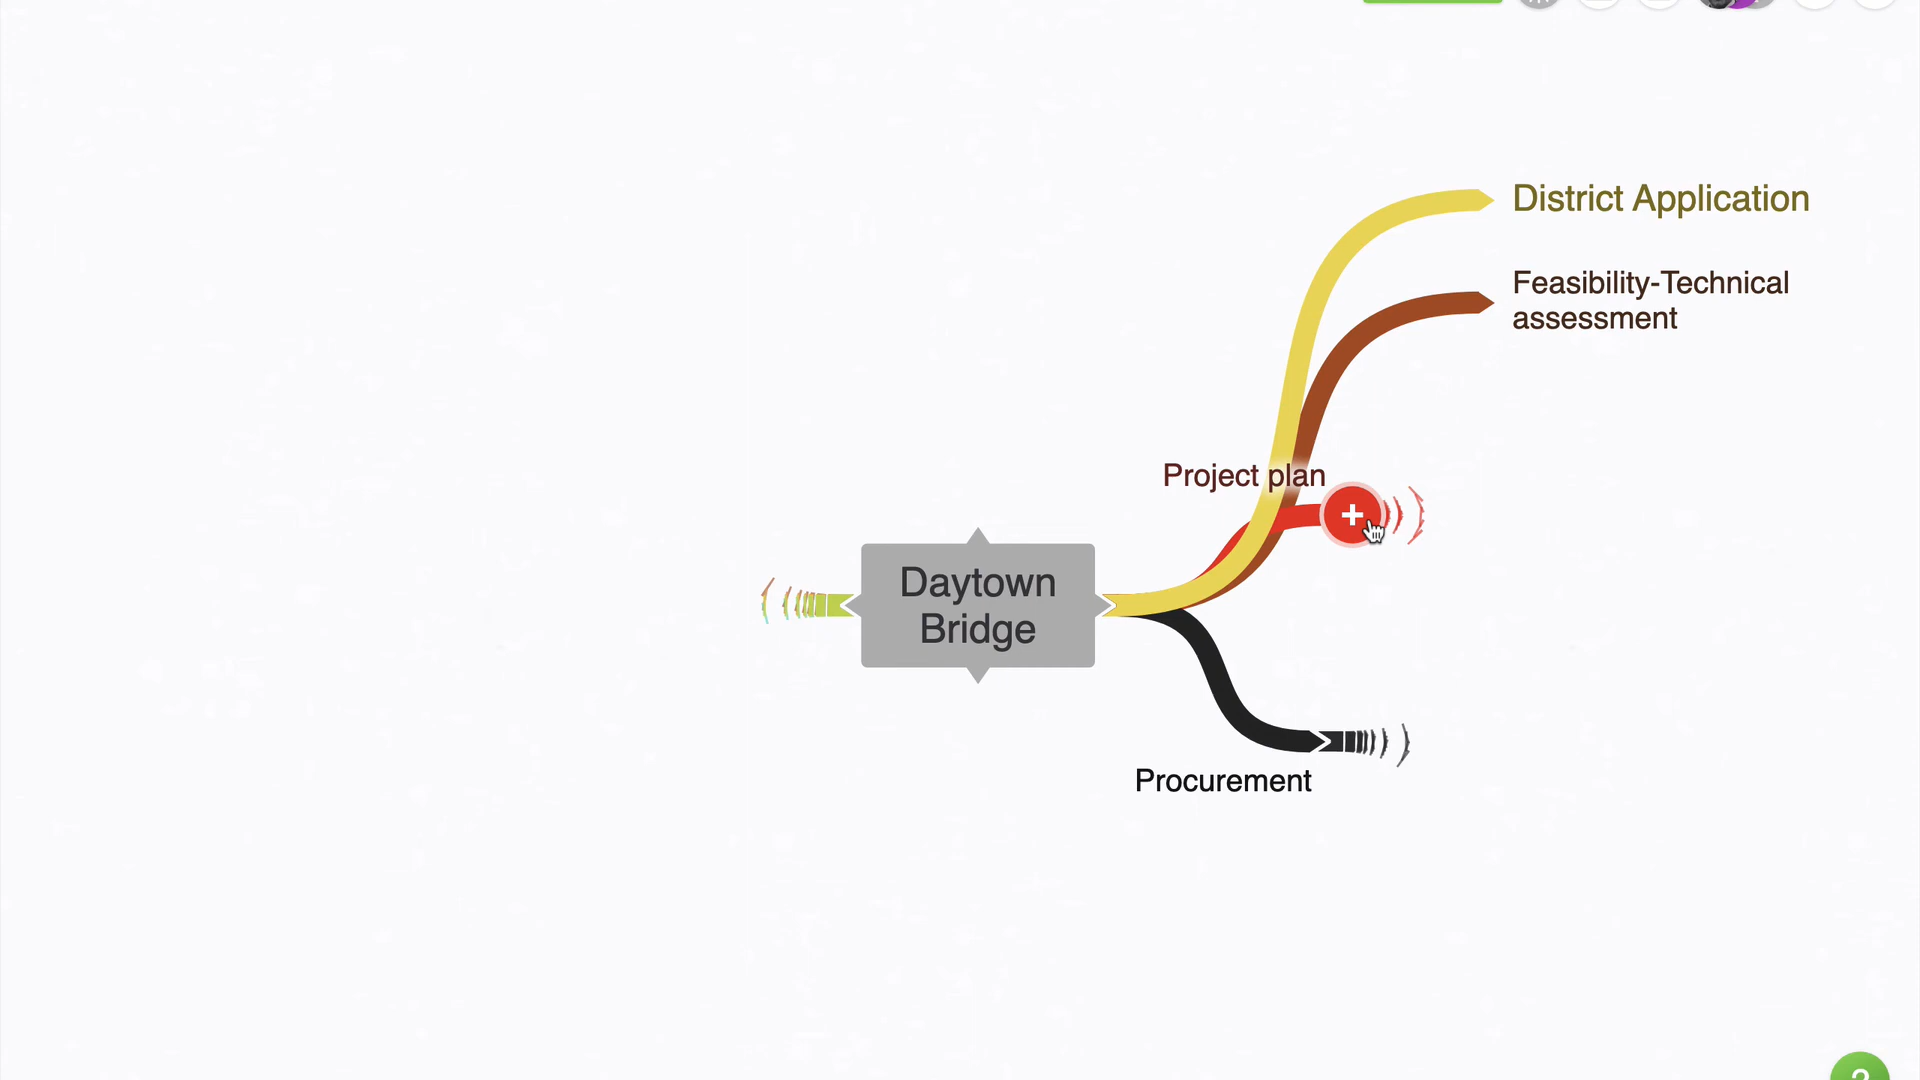 District Application
Feasibility-Technical
assessment
Project plan
Daytown
Bridge
Procurement